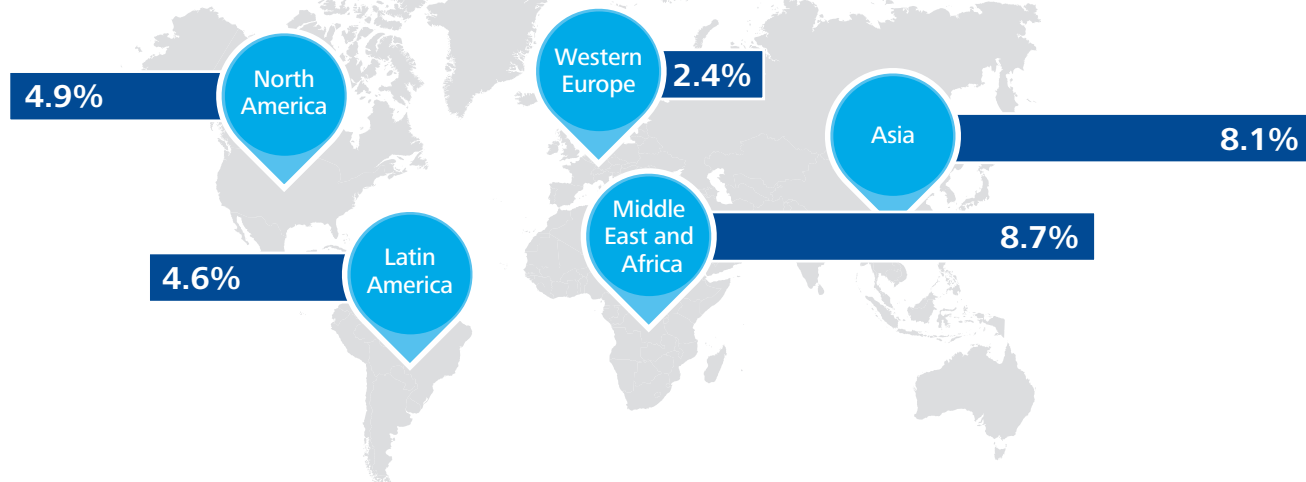 North
America
4.9%
Western
Europe
2.4%
Asia
8.1%
Middle
East and
Africa
8.7%
Latin
America
4.6%